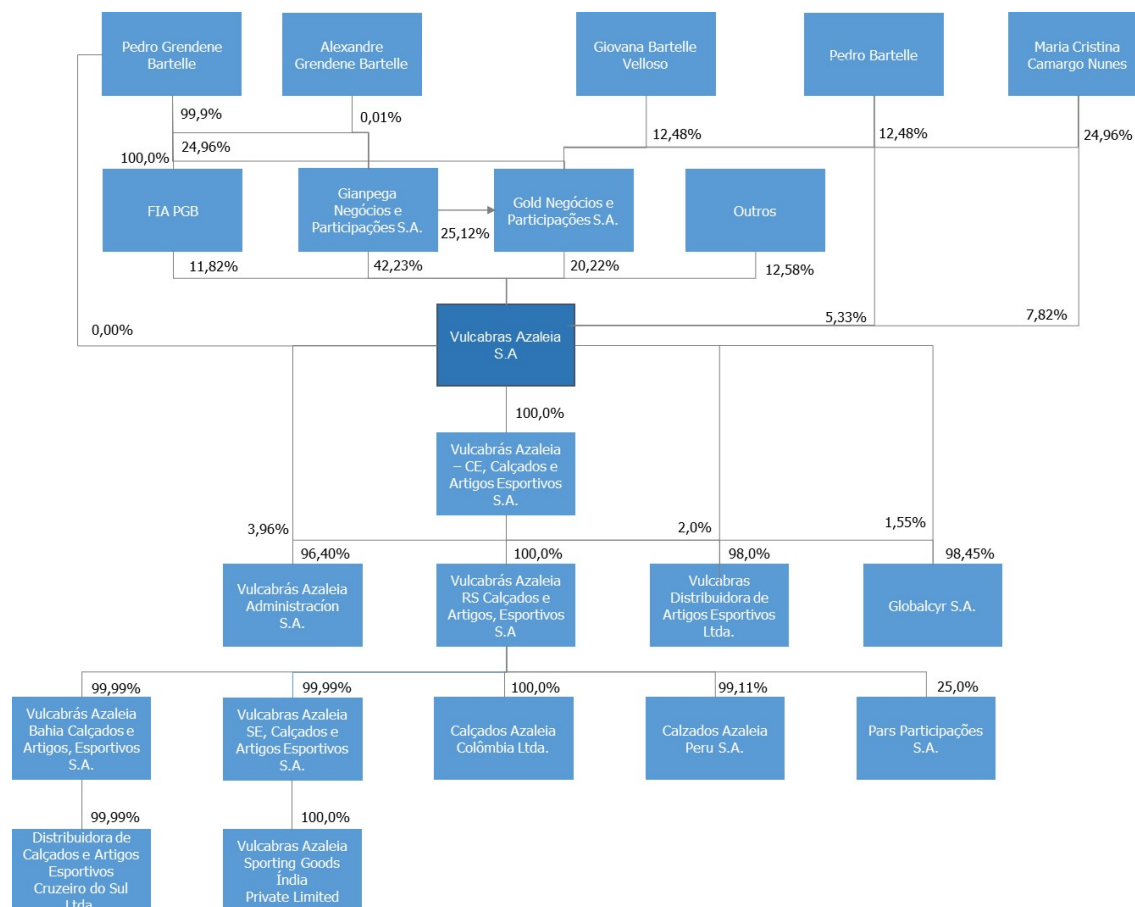 Pedro Grendene
Bartelle
Alexandre
Grendene Bartelle
Giovana Bartelle
Velloso
Pedro Bartelle
Maria Cristina
Camargo Nunes
99,9%
0,01%
12,48%
12,48%
24,96%
24,96%
100,0%
FIA PGB
Gianpega
Negócios e
Participações S.A.
25,12%
Gold Negócios e
Participações S.A.
Outros
11,82%
42,23%
20,22%
12,58%
0,00%
5,33%
7,82%
Vulcabras Azaleia
S.A
100,0%
Vulcabrás Azaleia
– CE, Calçados e
Artigos Esportivos
S.A.
3,96%
2,0%
1,55%
96,40%
100,0%
98,0%
98,45%
Vulcabrás Azaleia
Administracíon
S.A.
Vulcabrás Azaleia
RS Calçados e
Artigos, Esportivos
S.A
Vulcabras
Distribuidora de
Artigos Esportivos
Ltda.
Globalcyr S.A.
99,99%
99,99%
100,0%
99,11%
25,0%
Vulcabrás Azaleia
Bahia Calçados e
Artigos, Esportivos
S.A.
Vulcabras Azaleia
SE, Calçados e
Artigos Esportivos
S.A.
Calçados Azaleia
Colômbia Ltda.
Calzados Azaleia
Peru S.A.
Pars Participações
S.A.
99,99%
100,0%
Distribuidora de
Calçados e Artigos
Esportivos
Cruzeiro do Sul
Ltda
Vulcabras Azaleia
Sporting Goods
Índia
Private Limited